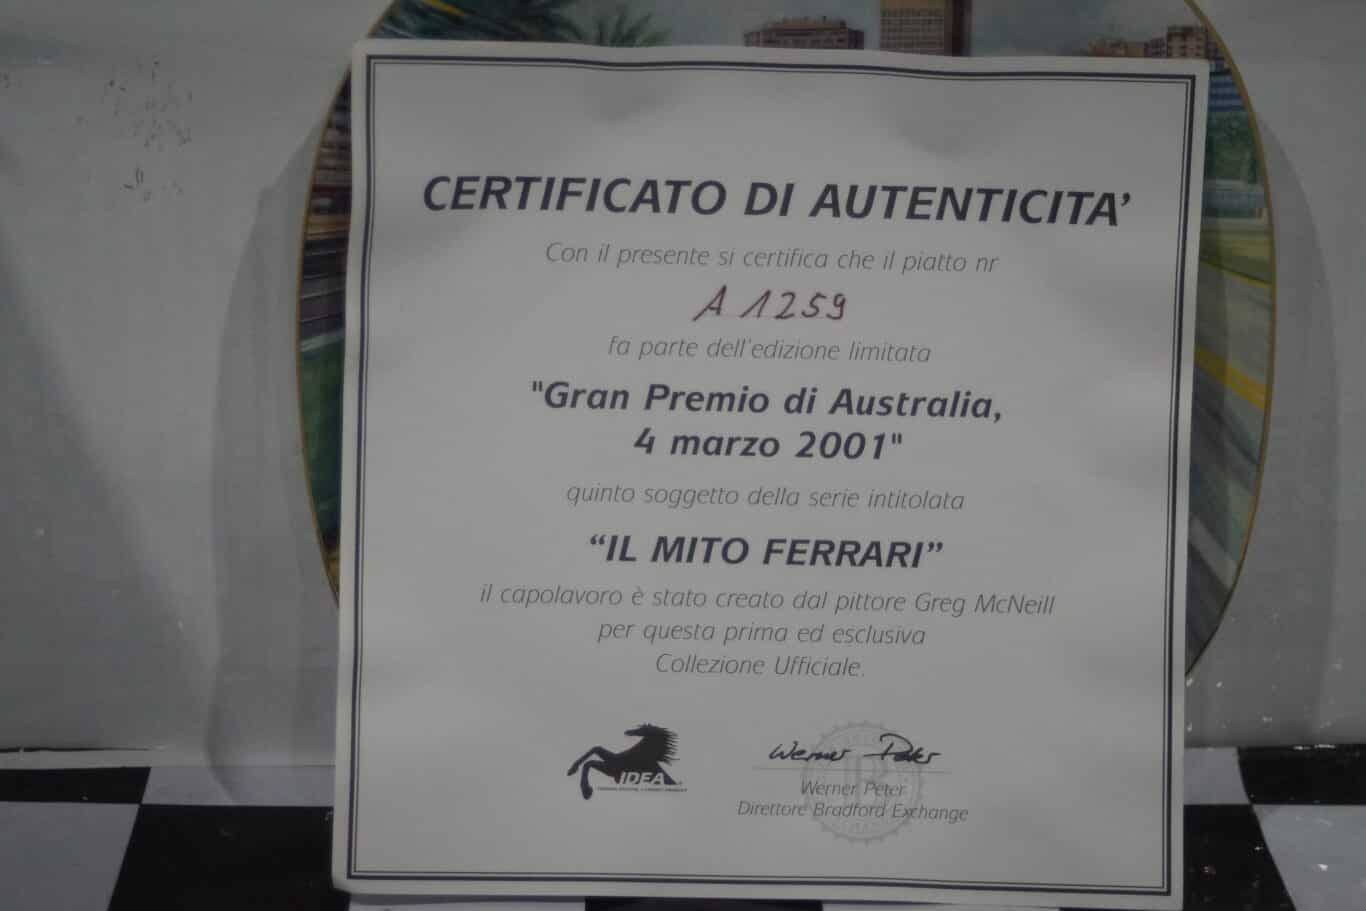 CERTIFICATO DI AUTENTICITA'
Con il presente si certifica che il piatto nr
A 1259
fa parte dell'edizione limitata
"Gran Premio di Australia,
4 marzo 2001"
quinto soggetto della serie intitolata
“IL MITO FERRARI”
il capolavoro è stato creato dal pittore Greg McNeill
per questa prima ed esclusiva
Collezione Ufficiale.
IDEA
Werner Peter
Werner Peter
Direttore Bradford Exchange